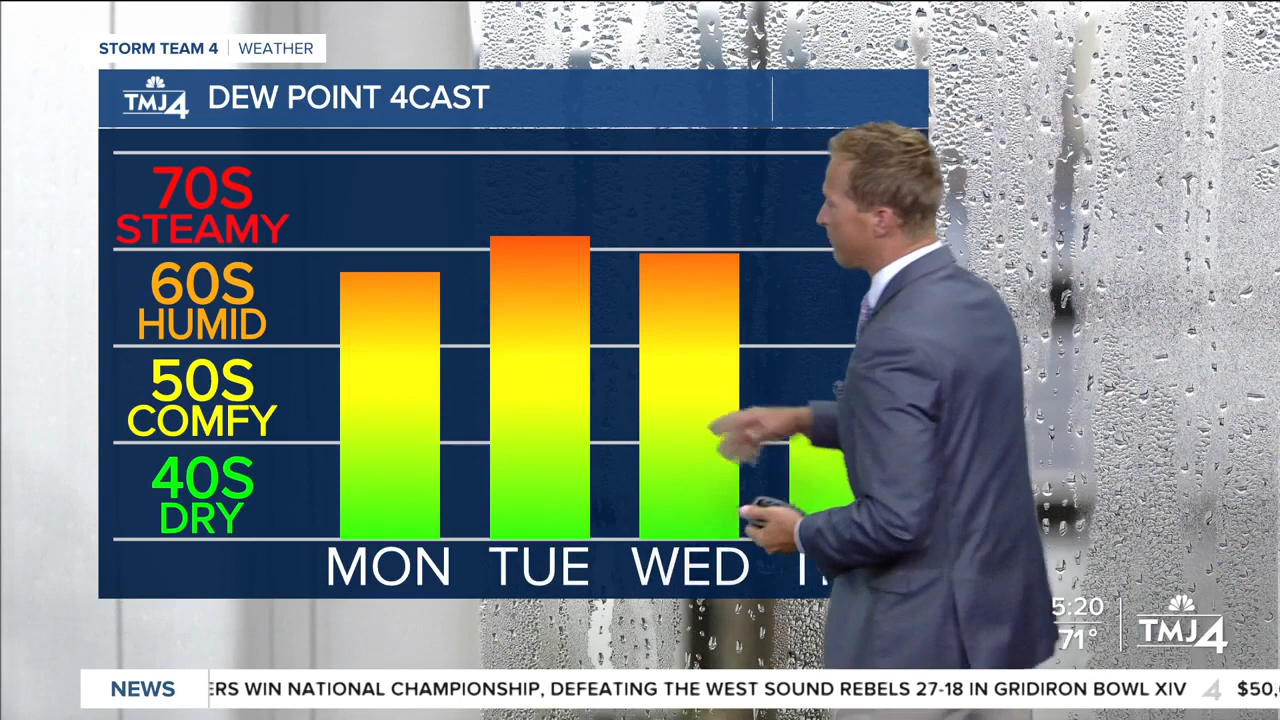 STORM TEAM 4 | WEATHER
TMJ4 DEW POINT 4CAST
70S
STEAMY
60S
HUMID
50S
COMFY
40S
DRY
MON TUE WED
5:20
71°
TMJ4
NEWS
ERS WIN NATIONAL CHAMPIONSHIP, DEFEATING THE WEST SOUND REBELS 27-18 IN GRIDIRON BOWL XIV 4